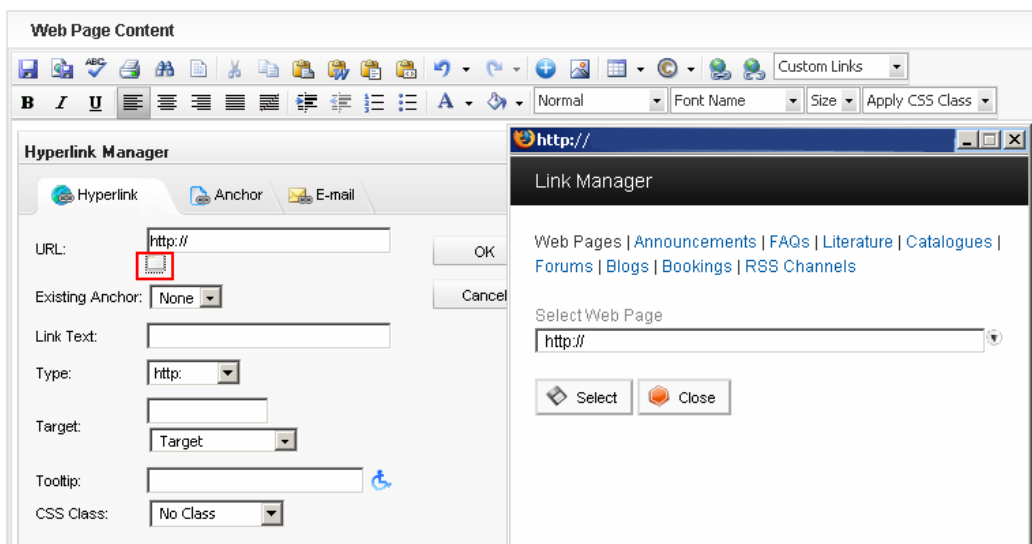 Web Page Content
ABC
Custom Links
B I U A Normal Font Name Size Apply CSS Class
Hyperlink Manager
Hyperlink Anchor E-mail
URL: http://
OK
Existing Anchor: None
Cancel
Link Text:
Type: http:
Target:
Target
Tooltip:
CSS Class: No Class
http://
Link Manager
Web Pages | Announcements | FAQs | Literature | Catalogues |
Forums | Blogs | Bookings | RSS Channels
Select Web Page
http://
Select Close